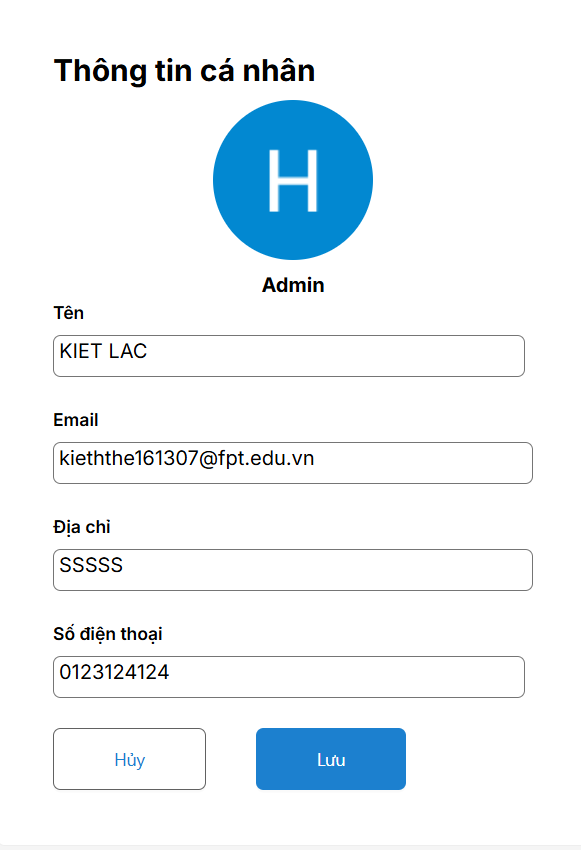 Thông tin cá nhân
H
Admin
Tên
KIET LAC
Email
kieththe161307@fpt.edu.vn
Địa chỉ
SSSSS
Số điện thoại
0123124124
Hủy
Lưu